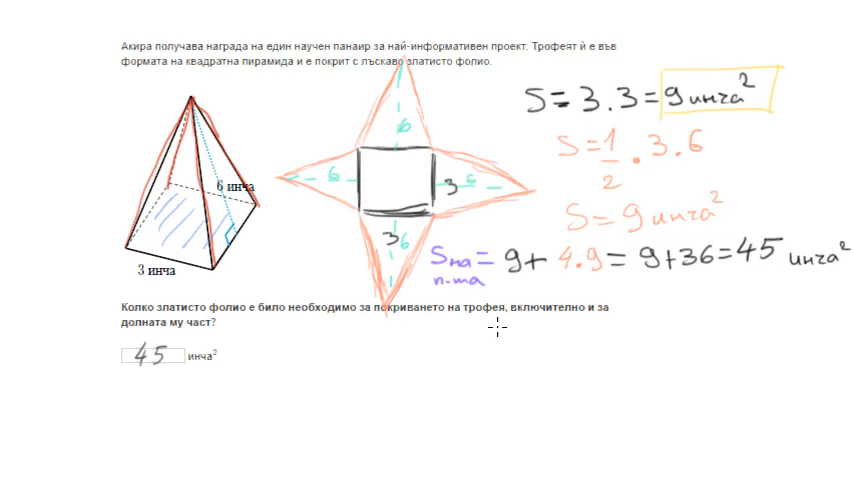 Акира получава награда на един научен панаир за най-информативен проект. Трофеят ѝ е във
формата на квадратна пирамида и е покрит с лъскаво златисто фолио.
S = 3.3 = 9 инча²
S = 1/2 . 3 . 6
S = 9 инча²
6
6
6
6
3
3
6 инча
3 инча
Sна п-та = 9 + 4.9 = 9 + 36 = 45 инча²
Колко златисто фолио е било необходимо за покриването на трофея, включително и за
долната му част?
45 инча²